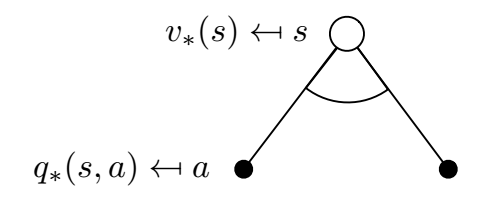 v_*(s) ↤ s
q_*(s, a) ↤ a